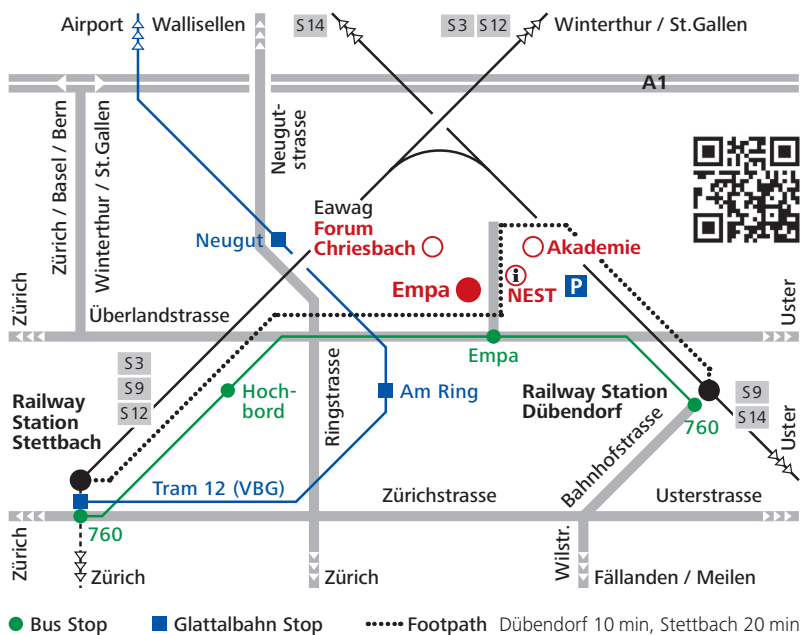 Airport
Wallisellen
S14
S3
S12
Winterthur / St.Gallen
A1
Zürich / Basel / Bern
Winterthur / St.Gallen
Neugut-
strasse
Neugut
Eawag
Forum
Chriesbach
Akademie
Empa
i
NEST
P
Zürich
Überlandstrasse
Uster
Empa
S3
S9
S12
Railway
Station
Stettbach
Hoch-
bord
Ringstrasse
Am Ring
Railway Station
Dübendorf
S9
S14
Uster
760
Bahnhofstrasse
Tram 12 (VBG)
Zürichstrasse
Usterstrasse
760
Zürich
Zürich
Zürich
Wilstr.
Fällanden / Meilen
Bus Stop
Glattalbahn Stop
Footpath Dübendorf 10 min, Stettbach 20 min